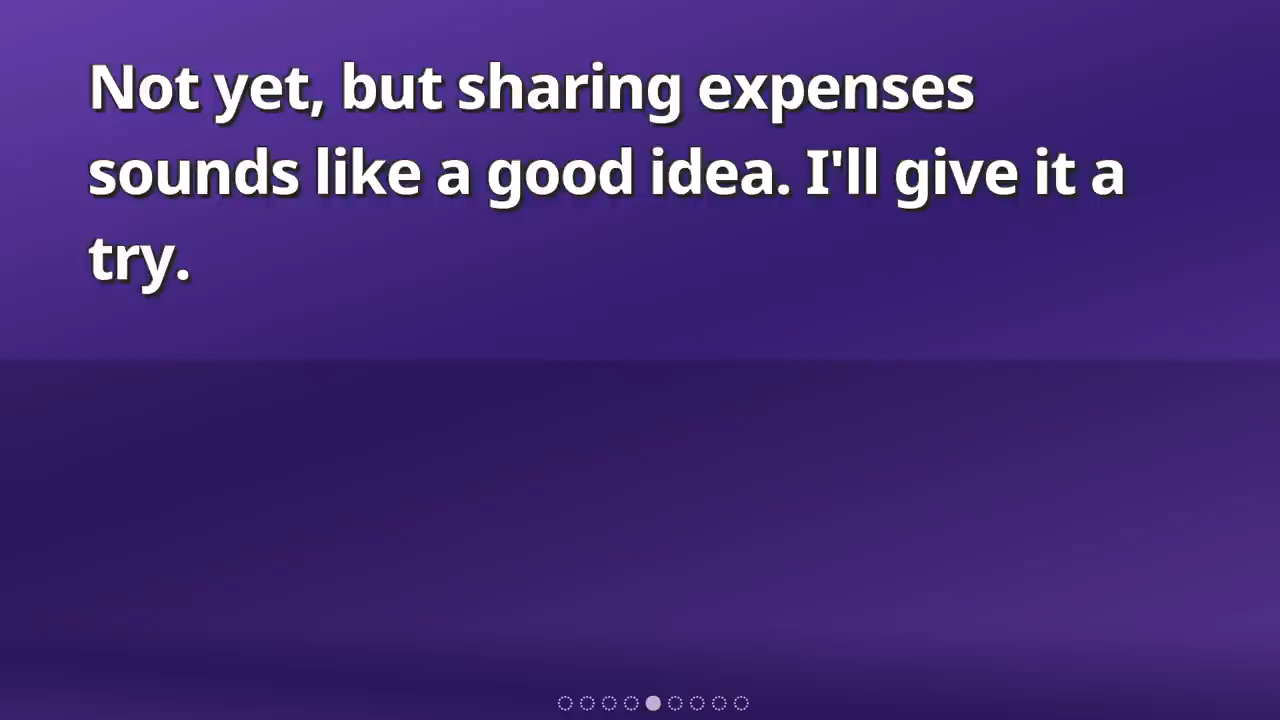 Not yet, but sharing expenses
sounds like a good idea. I'll give it a
try.